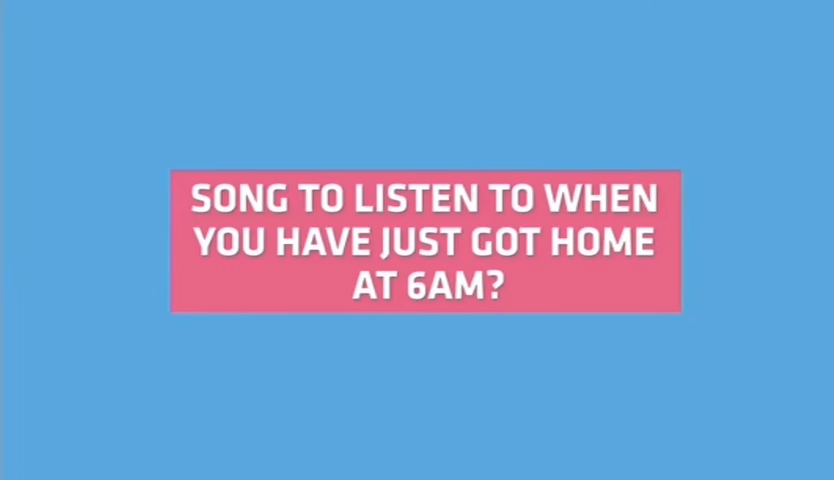 SONG TO LISTEN TO WHEN
YOU HAVE JUST GOT HOME
AT 6AM?